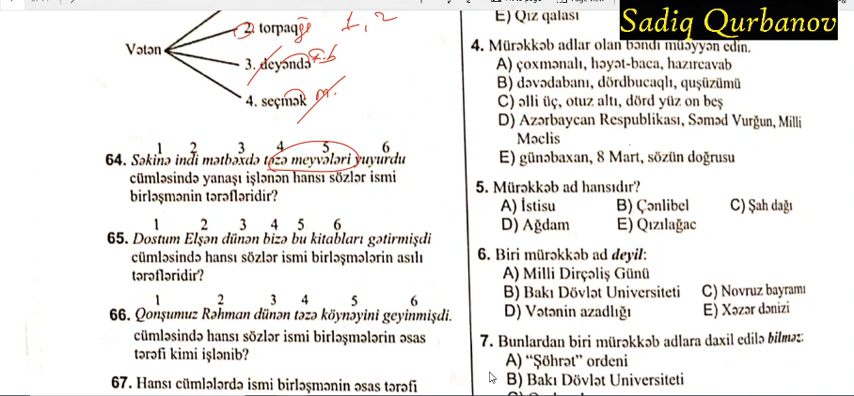 Vətən
2. torpağ
1, 2
3. deyəndə
x.b
4. seçmək
m.
1 2 3 4 5 6
64. Səkinə indi mətbəxdə təzə meyvələri yuyurdu
cümləsində yanaşı işlənən hansı sözlər ismi
birləşmənin tərəfləridir?
1 2 3 4 5 6
65. Dostum Elşən dünən bizə bu kitabları gətirmişdi
cümləsində hansı sözlər ismi birləşmələrin asılı
tərəfləridir?
1 2 3 4 5 6
66. Qonşumuz Rəhman dünən təzə köynəyini geyinmişdi.
cümləsində hansı sözlər ismi birləşmələrin əsas
tərəfi kimi işlənib?
67. Hansı cümlələrdə ismi birləşmənin əsas tərəfi
E) Qız qalası
Sadiq Qurbanov
4. Mürəkkəb adlar olan bəndi müəyyən edin.
A) çoxmənalı, həyət-baca, hazırcavab
B) dəvədabanı, dördbucaqlı, quşüzümü
C) əlli üç, otuz altı, dörd yüz on beş
D) Azərbaycan Respublikası, Səməd Vurğun, Milli
Məclis
E) günəbaxan, 8 Mart, sözün doğrusu
5. Mürəkkəb ad hansıdır?
A) İstisu B) Çənlibel C) Şah dağı
D) Ağdam E) Qızılağac
6. Biri mürəkkəb ad deyil:
A) Milli Dirçəliş Günü
B) Bakı Dövlət Universiteti C) Novruz bayramı
D) Vətənin azadlığı E) Xəzər dənizi
7. Bunlardan biri mürəkkəb adlara daxil edilə bilməz:
A) “Şöhrət” ordeni
B) Bakı Dövlət Universiteti